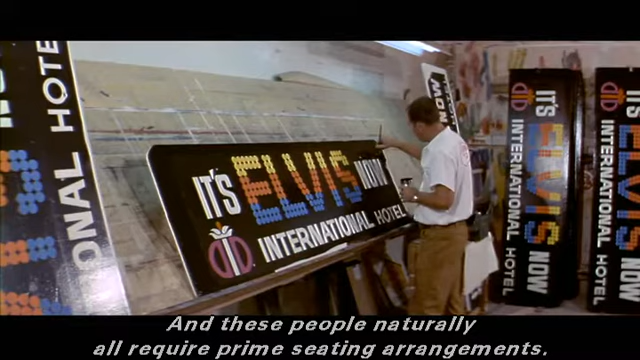 IT'S ELVIS NOW
INTERNATIONAL HOTEL
ONAL HOTEL
NOW
IT'S ELVIS NOW
INTERNATIONAL HOTEL
IT'S ELVIS NOW
INTERNATIONAL HOTEL
And these people naturally
all require prime seating arrangements.